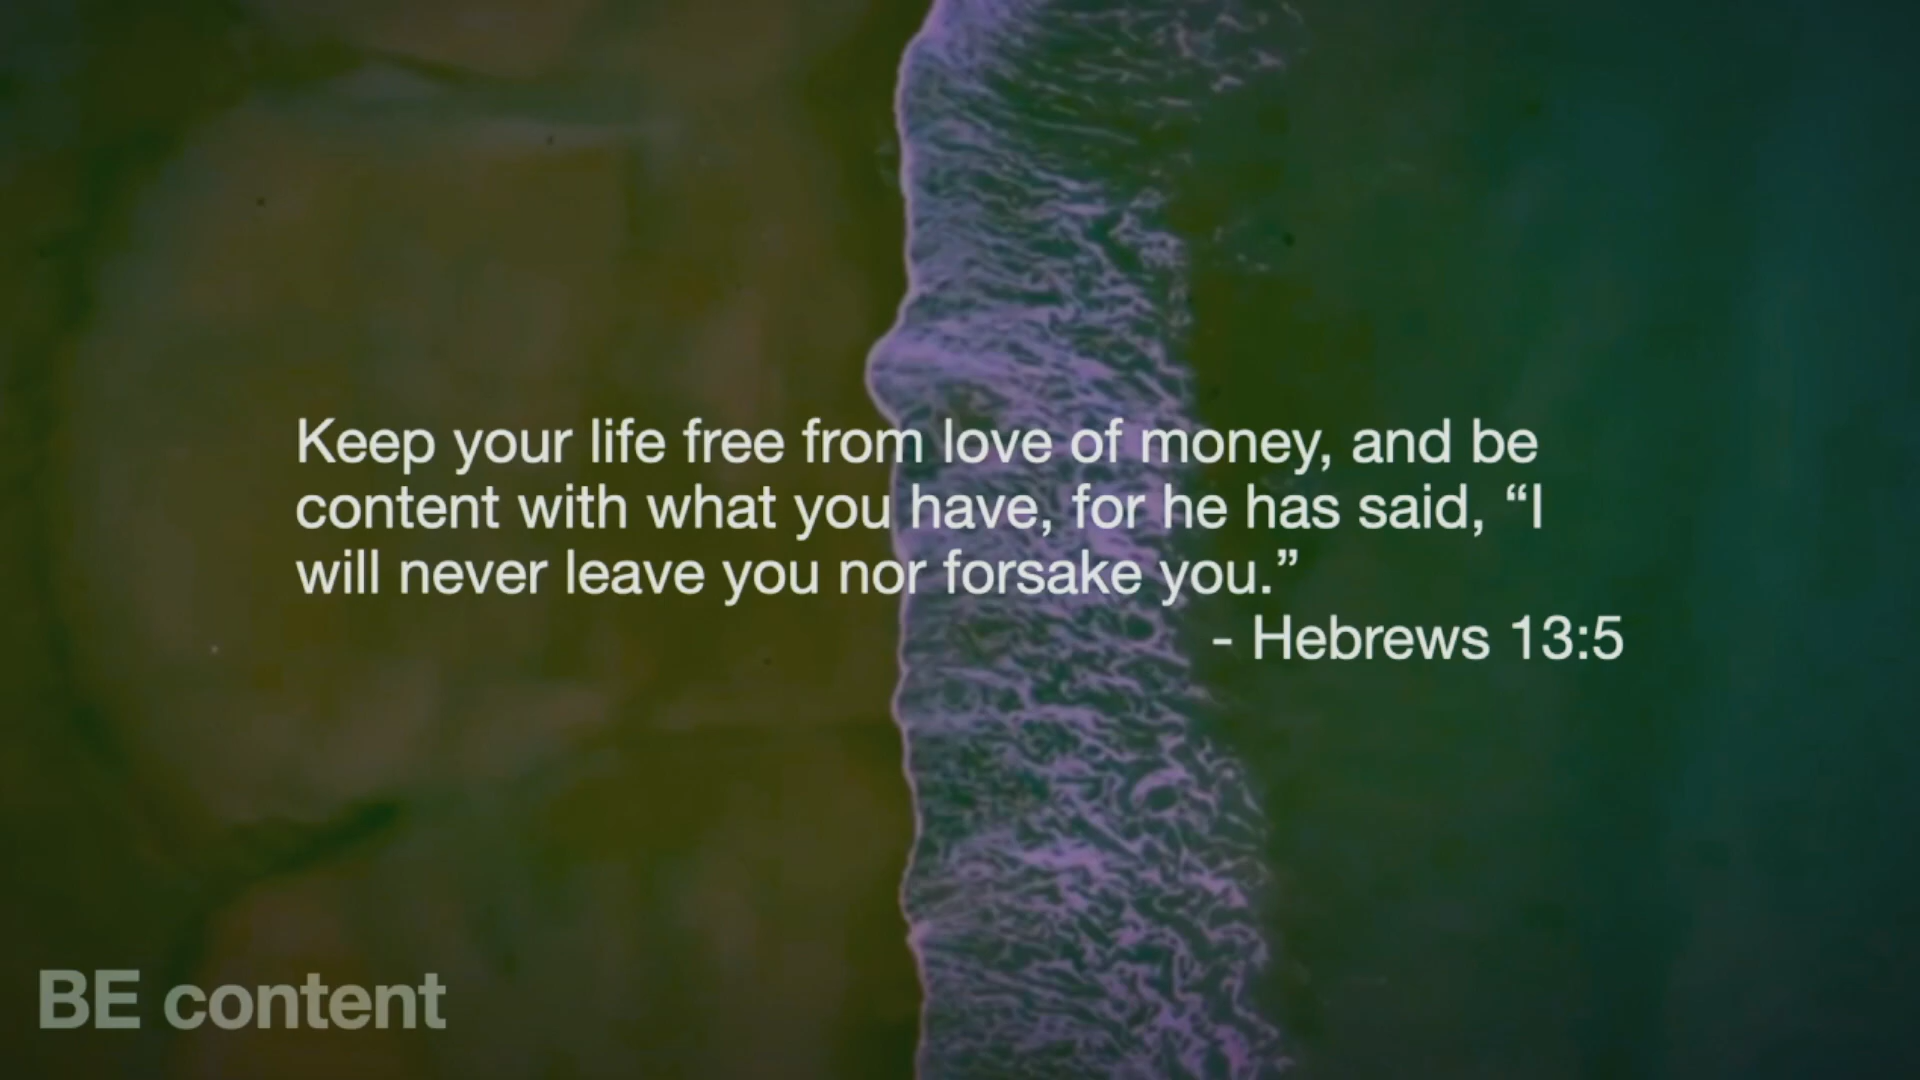 Keep your life free from love of money, and be
content with what you have, for he has said, “I
will never leave you nor forsake you.”
- Hebrews 13:5
BE content